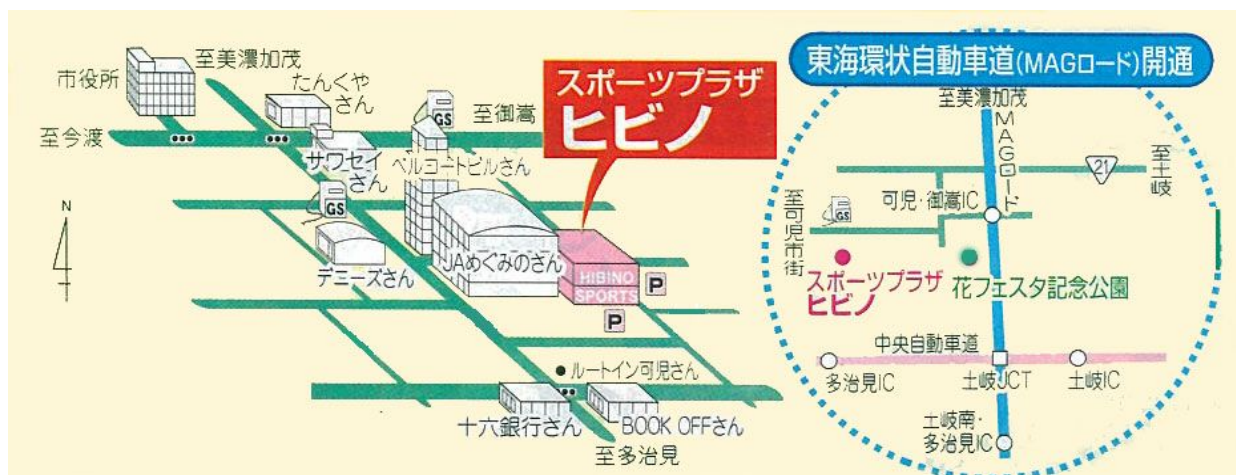 市役所
至美濃加茂
たんくや
さん
至今渡
GS
至御嵩
サワセイ
さん
ベルコートビルさん
スポーツプラザ
ヒビノ
N
GS
デニーズさん
JAめぐみのさん
HIBINO
SPORTS
P
P
ルートイン可児さん
十六銀行さん
BOOK OFFさん
至多治見
東海環状自動車道(MAGロード)開通
至美濃加茂
MAGロード
21
至土岐
至可児市街
GS
可児・御嵩IC
スポーツプラザ
ヒビノ
花フェスタ記念公園
中央自動車道
多治見IC
土岐JCT
土岐IC
土岐南・
多治見IC